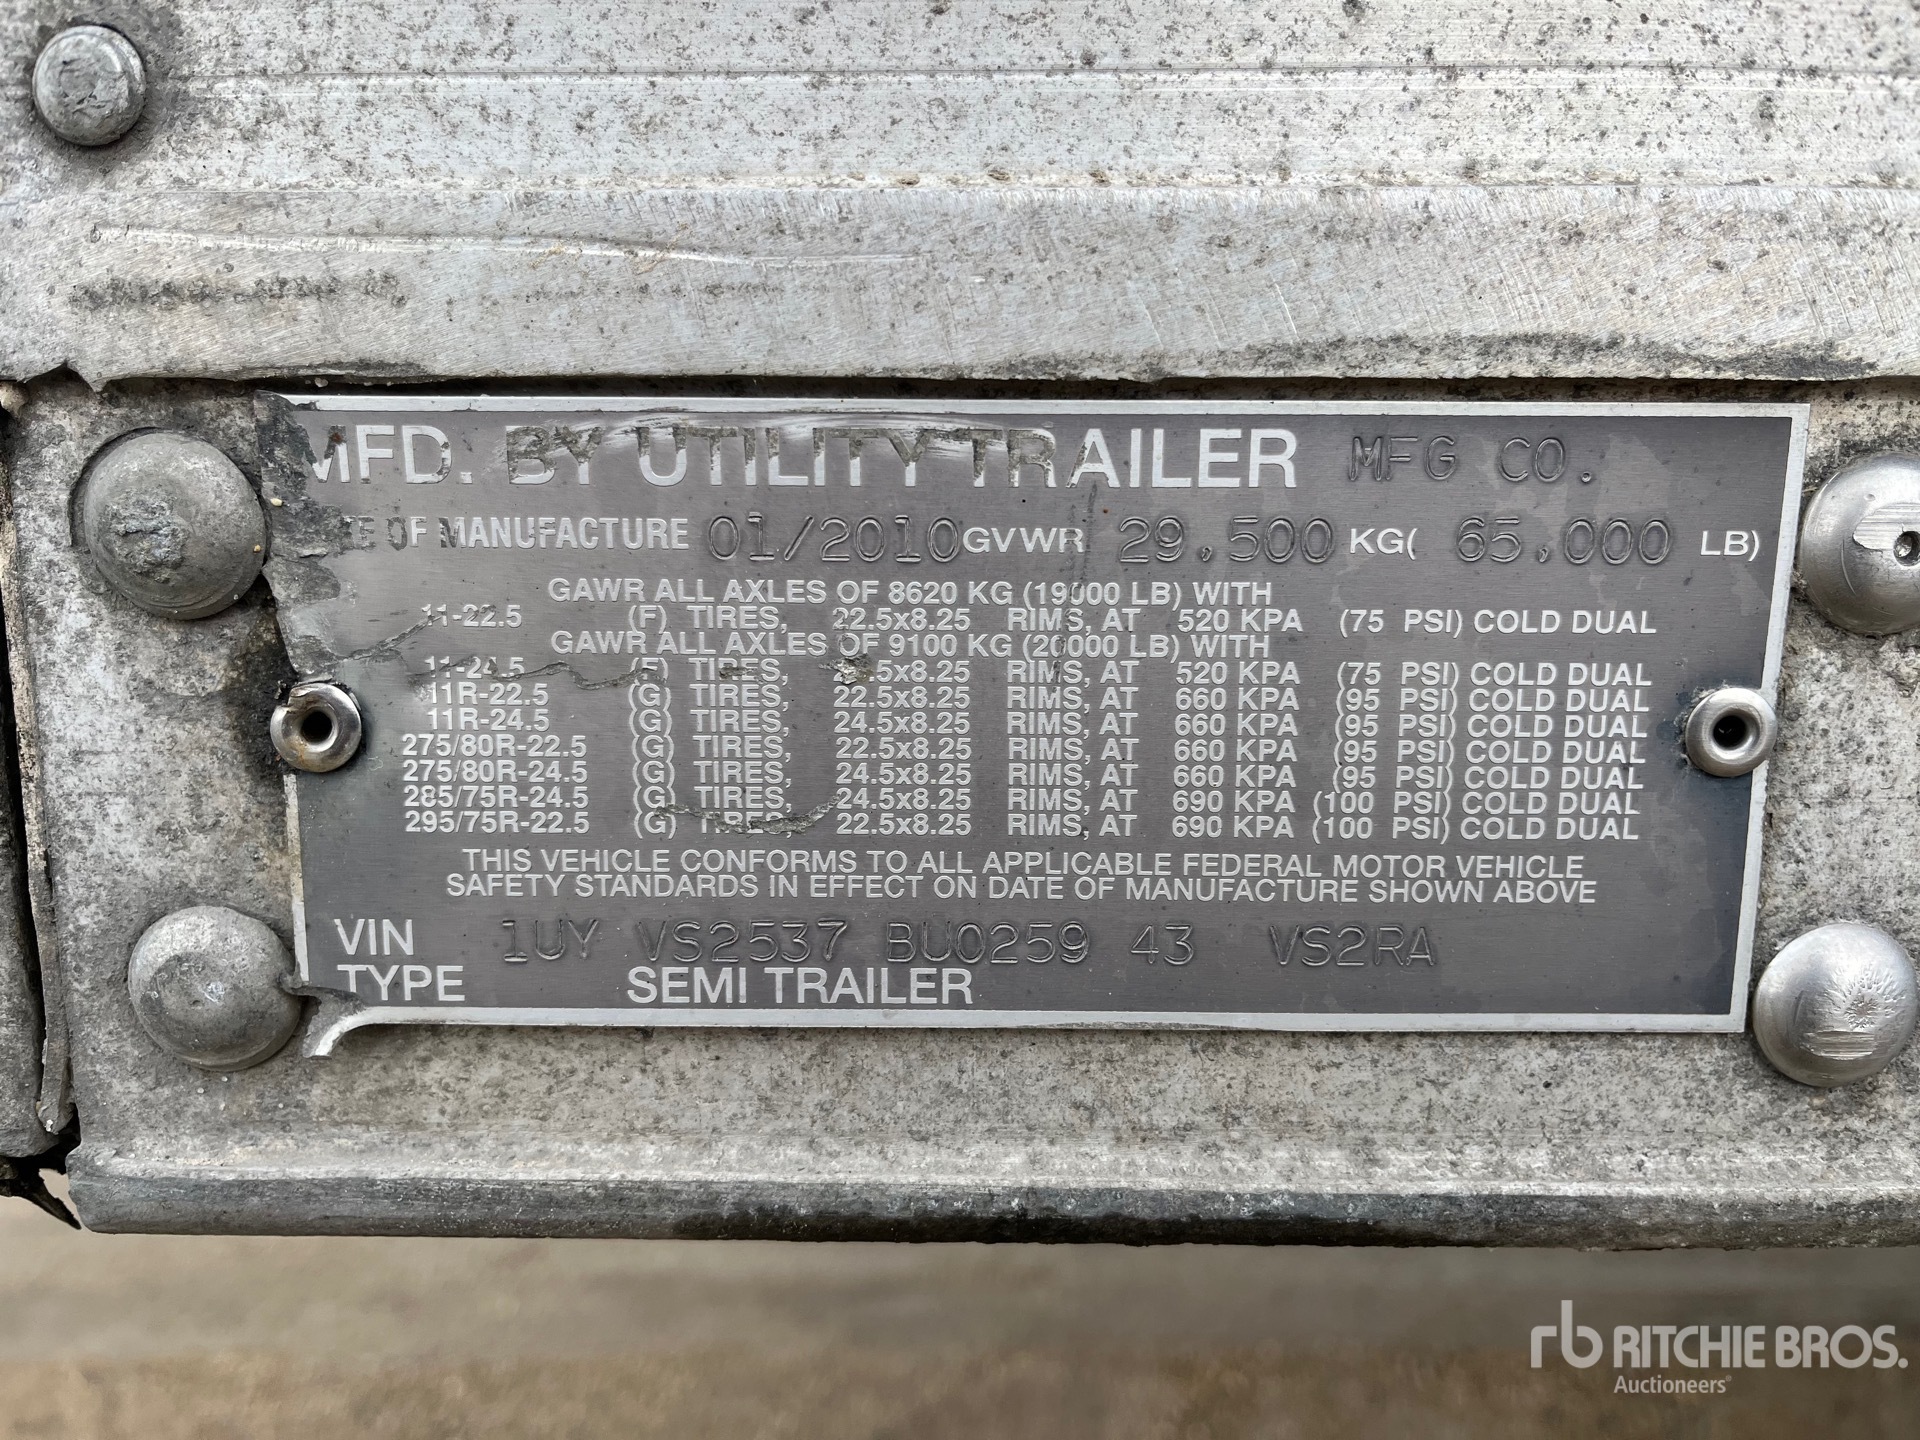 MFD. BY UTILITY TRAILER MFG CO.
TE OF MANUFACTURE 01/2010 GVWR 29,500 KG( 65,000 LB)
GAWR ALL AXLES OF 8620 KG (19000 LB) WITH
11-22.5 (F) TIRES, 22.5x8.25 RIMS, AT 520 KPA (75 PSI) COLD DUAL
GAWR ALL AXLES OF 9100 KG (20000 LB) WITH
11-24.5 (F) TIRES, .5x8.25 RIMS, AT 520 KPA (75 PSI) COLD DUAL
11R-22.5 (G) TIRES, 22.5x8.25 RIMS, AT 660 KPA (95 PSI) COLD DUAL
11R-24.5 (G) TIRES, 24.5x8.25 RIMS, AT 660 KPA (95 PSI) COLD DUAL
275/80R-22.5 (G) TIRES, 22.5x8.25 RIMS, AT 660 KPA (95 PSI) COLD DUAL
275/80R-24.5 (G) TIRES, 24.5x8.25 RIMS, AT 660 KPA (95 PSI) COLD DUAL
285/75R-24.5 (G) TIRES, 24.5x8.25 RIMS, AT 690 KPA (100 PSI) COLD DUAL
295/75R-22.5 (G) TIRES, 22.5x8.25 RIMS, AT 690 KPA (100 PSI) COLD DUAL
THIS VEHICLE CONFORMS TO ALL APPLICABLE FEDERAL MOTOR VEHICLE
SAFETY STANDARDS IN EFFECT ON DATE OF MANUFACTURE SHOWN ABOVE
VIN 1UY VS2537 BU0259 43 VS2RA
TYPE SEMI TRAILER
rb RITCHIE BROS.
Auctioneers